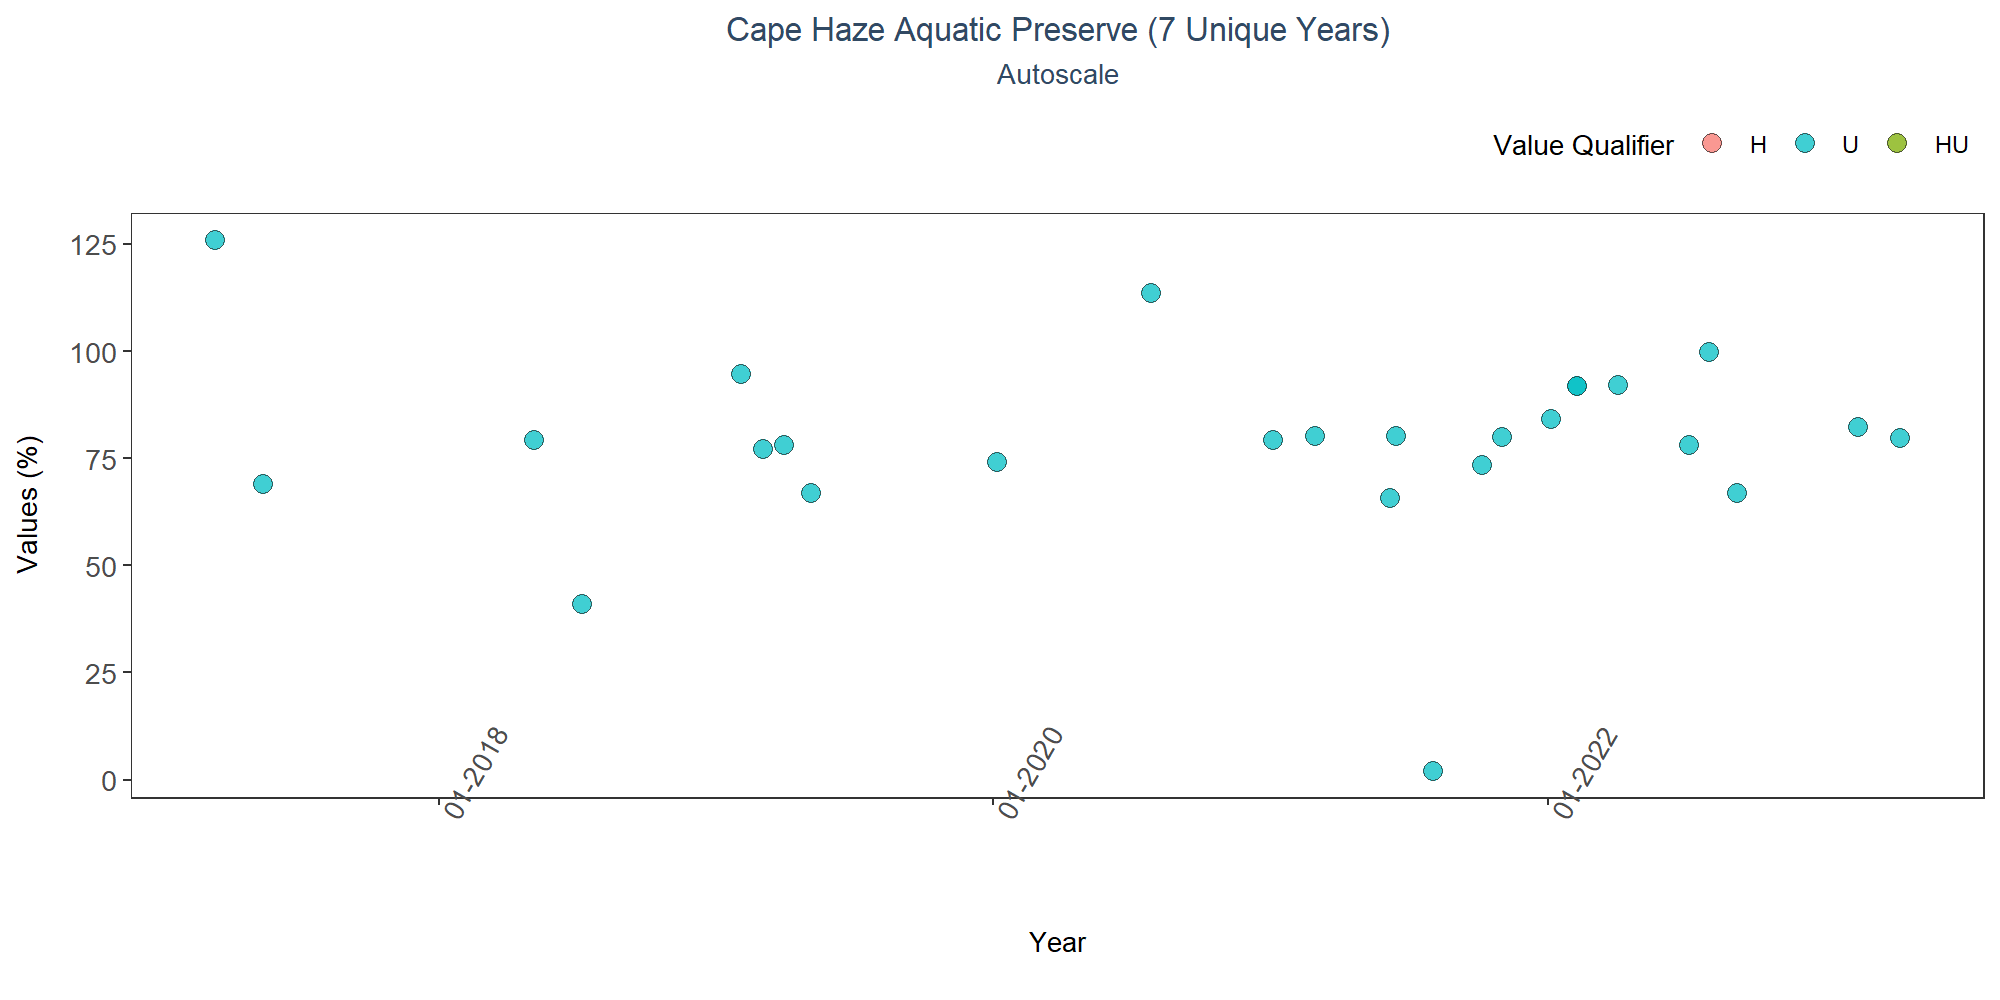 Cape Haze Aquatic Preserve (7 Unique Years)
Autoscale
Value Qualifier H U HU
125
100
75
50
25
0
Values (%)
01-2018
01-2020
01-2022
Year